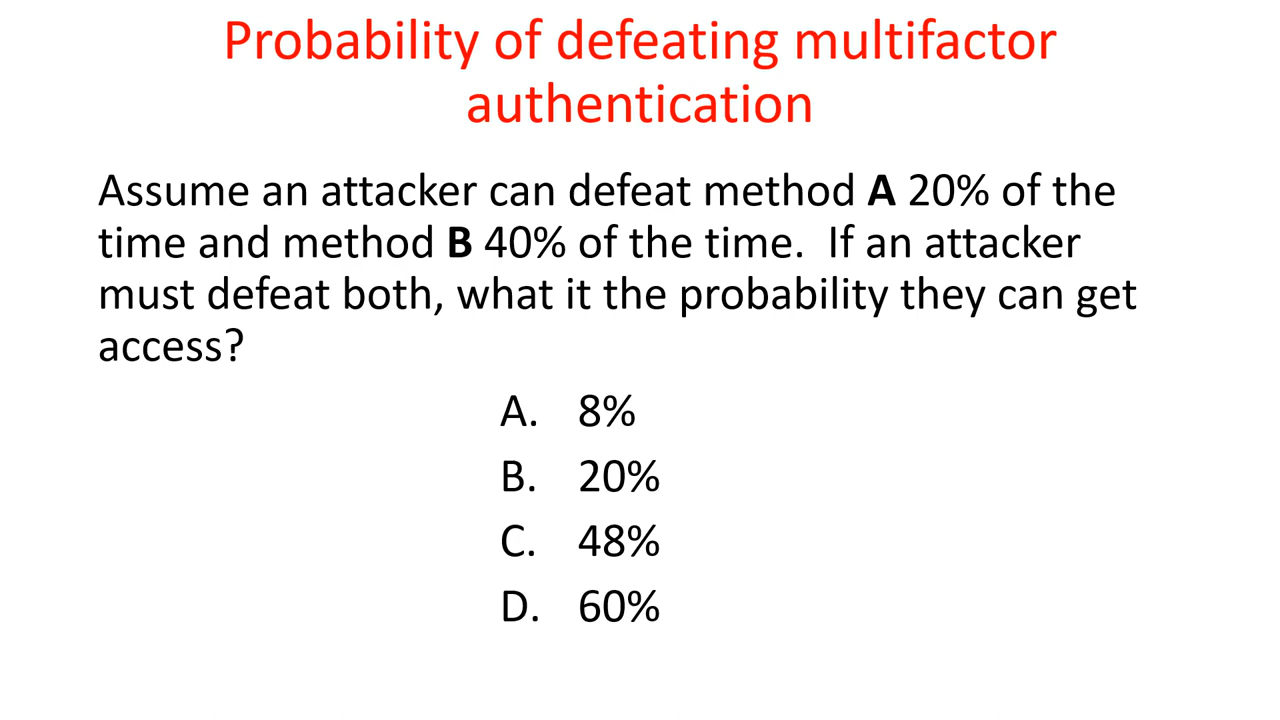 Probability of defeating multifactor
authentication
Assume an attacker can defeat method A 20% of the
time and method B 40% of the time.  If an attacker
must defeat both, what it the probability they can get
access?
A. 8%
B. 20%
C. 48%
D. 60%